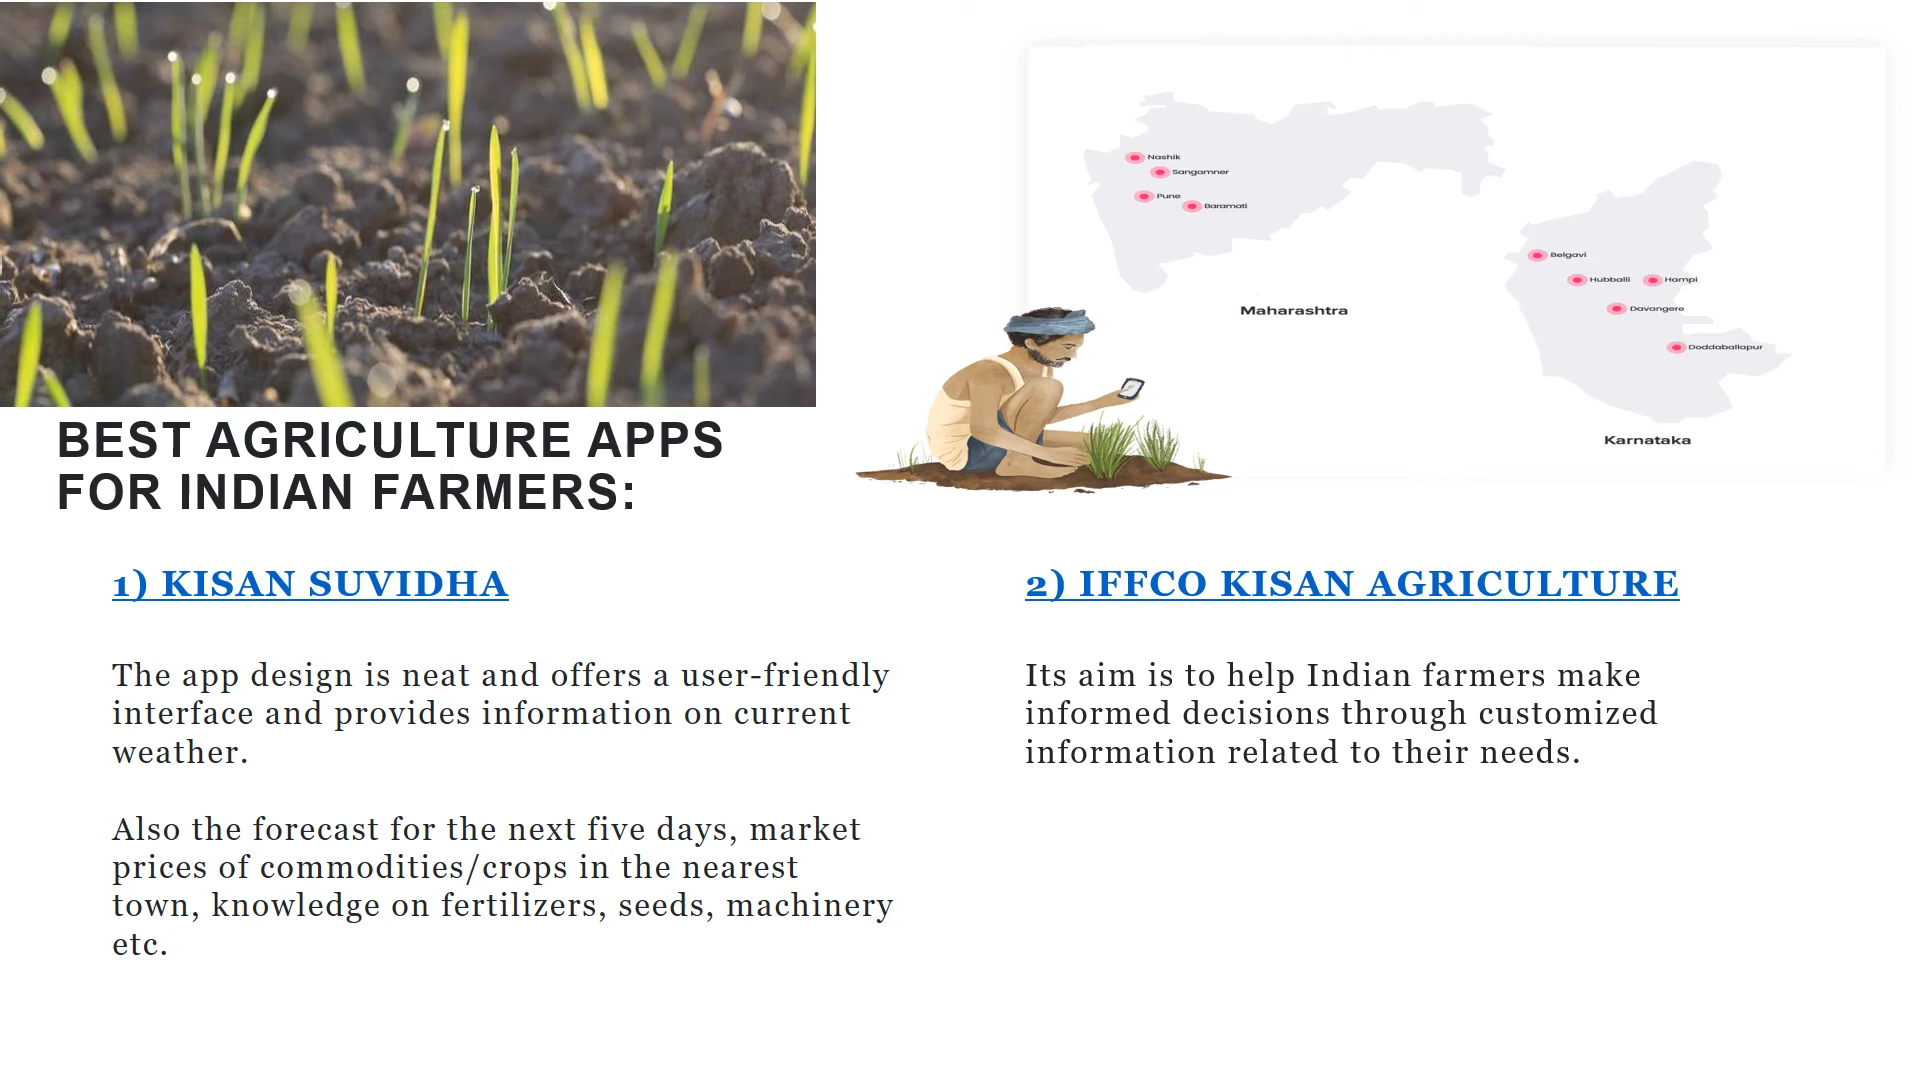 Nashik
Sangamner
Pune
Baramati
Maharashtra
Belgavi
Hubballi
Hampi
Davangere
Doddaballapur
Karnataka
BEST AGRICULTURE APPS
FOR INDIAN FARMERS:
1) KISAN SUVIDHA
The app design is neat and offers a user-friendly
interface and provides information on current
weather.
Also the forecast for the next five days, market
prices of commodities/crops in the nearest
town, knowledge on fertilizers, seeds, machinery
etc.
2) IFFCO KISAN AGRICULTURE
Its aim is to help Indian farmers make
informed decisions through customized
information related to their needs.